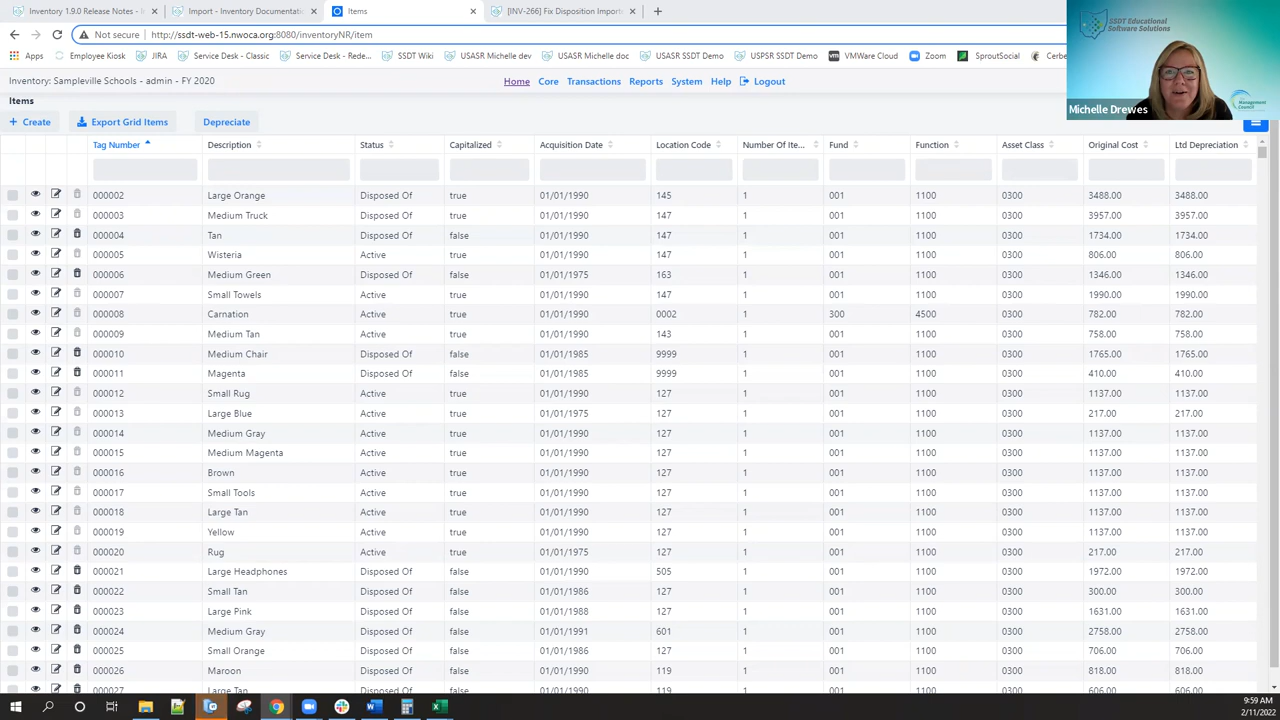 Inventory 1.9.0 Release Notes - I
Import - Inventory Documentatio
Items
[INV-266] Fix Disposition Import
Not secure
http://ssdt-web-15.nwoca.org:8080/inventoryNR/item
Apps Employee Kiosk JIRA Service Desk - Classic Service Desk - Rede... SSDT Wiki USASR Michelle dev USASR Michelle doc USASR SSDT Demo USPSR SSDT Demo VMWare Cloud Zoom SproutSocial Cerbe
SSDT Educational
Software Solutions
Michelle Drewes
Management
Council
Inventory: Sampleville Schools - admin - FY 2020 Home Core Transactions Reports System Help Logout
Items
Create Export Grid Items Depreciate
Tag Number Description Status Capitalized Acquisition Date Location Code Number Of Ite... Fund Function Asset Class Original Cost Ltd Depreciation
000002 Large Orange Disposed Of true 01/01/1990 145 1 001 1100 0300 3488.00 3488.00
000003 Medium Truck Disposed Of true 01/01/1990 147 1 001 1100 0300 3957.00 3957.00
000004 Tan Disposed Of false 01/01/1990 147 1 001 1100 0300 1734.00 1734.00
000005 Wisteria Active true 01/01/1990 147 1 001 1100 0300 806.00 806.00
000006 Medium Green Disposed Of false 01/01/1975 163 1 001 1100 0300 1346.00 1346.00
000007 Small Towels Active true 01/01/1990 147 1 001 1100 0300 1990.00 1990.00
000008 Carnation Active true 01/01/1990 0002 1 300 4500 0300 782.00 782.00
000009 Medium Tan Active true 01/01/1990 143 1 001 1100 0300 758.00 758.00
000010 Medium Chair Disposed Of false 01/01/1985 9999 1 001 1100 0300 1765.00 1765.00
000011 Magenta Disposed Of false 01/01/1985 9999 1 001 1100 0300 410.00 410.00
000012 Small Rug Active true 01/01/1990 127 1 001 1100 0300 1137.00 1137.00
000013 Large Blue Active true 01/01/1975 127 1 001 1100 0300 217.00 217.00
000014 Medium Gray Active true 01/01/1990 127 1 001 1100 0300 1137.00 1137.00
000015 Medium Magenta Active true 01/01/1990 127 1 001 1100 0300 1137.00 1137.00
000016 Brown Active true 01/01/1990 127 1 001 1100 0300 1137.00 1137.00
000017 Small Tools Active true 01/01/1990 127 1 001 1100 0300 1137.00 1137.00
000018 Large Tan Active true 01/01/1990 127 1 001 1100 0300 1137.00 1137.00
000019 Yellow Active true 01/01/1990 127 1 001 1100 0300 1137.00 1137.00
000020 Rug Active true 01/01/1975 127 1 001 1100 0300 217.00 217.00
000021 Large Headphones Disposed Of false 01/01/1990 505 1 001 1100 0300 1972.00 1972.00
000022 Small Tan Disposed Of false 01/01/1986 127 1 001 1100 0300 300.00 300.00
000023 Large Pink Disposed Of false 01/01/1988 127 1 001 1100 0300 1631.00 1631.00
000024 Medium Gray Disposed Of false 01/01/1991 601 1 001 1100 0300 2758.00 2758.00
000025 Small Orange Disposed Of false 01/01/1986 127 1 001 1100 0300 706.00 706.00
000026 Maroon Disposed Of false 01/01/1990 119 1 001 1100 0300 818.00 818.00
000027 Large Tan Disposed Of false 01/01/1990 119 1 001 1100 0300 606.00 606.00
9:59 AM
2/11/2022